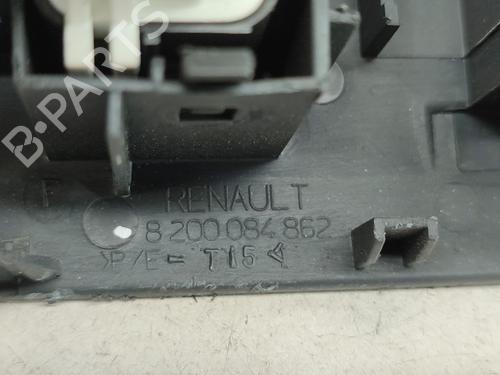 B-PARTS
RENAULT
8 200 084 862
>P/E-T15<